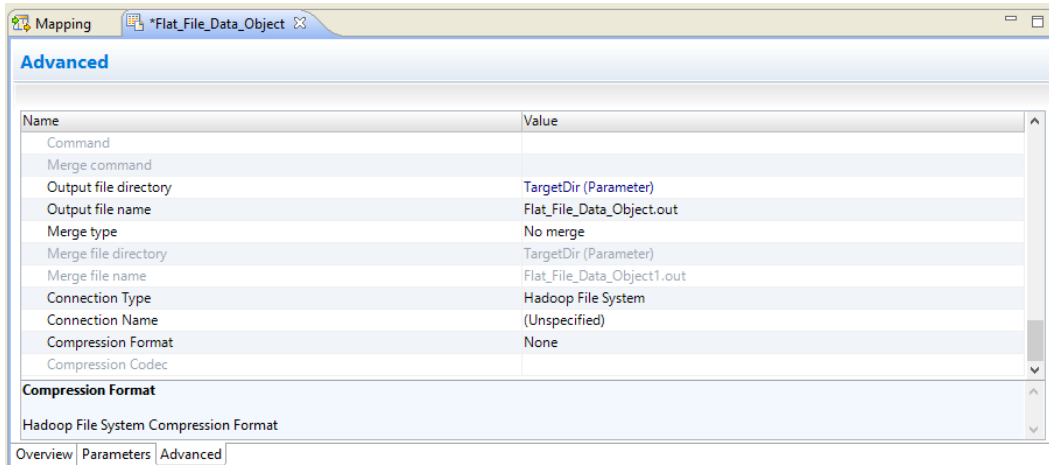 Mapping *Flat_File_Data_Object
Advanced
Name Value
Command
Merge command
Output file directory TargetDir (Parameter)
Output file name Flat_File_Data_Object.out
Merge type No merge
Merge file directory TargetDir (Parameter)
Merge file name Flat_File_Data_Object1.out
Connection Type Hadoop File System
Connection Name (Unspecified)
Compression Format None
Compression Codec
Compression Format
Hadoop File System Compression Format
Overview Parameters Advanced